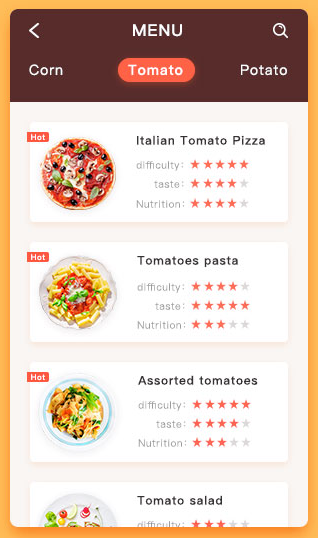 MENU
Corn Tomato Potato
Hot
Italian Tomato Pizza
difficulty: ★★★★★
taste: ★★★★★
Nutrition: ★★★★★
Hot
Tomatoes pasta
difficulty: ★★★★★
taste: ★★★★★
Nutrition: ★★★★★
Hot
Assorted tomatoes
difficulty: ★★★★★
taste: ★★★★★
Nutrition: ★★★★★
Tomato salad
difficulty: ★★★★★